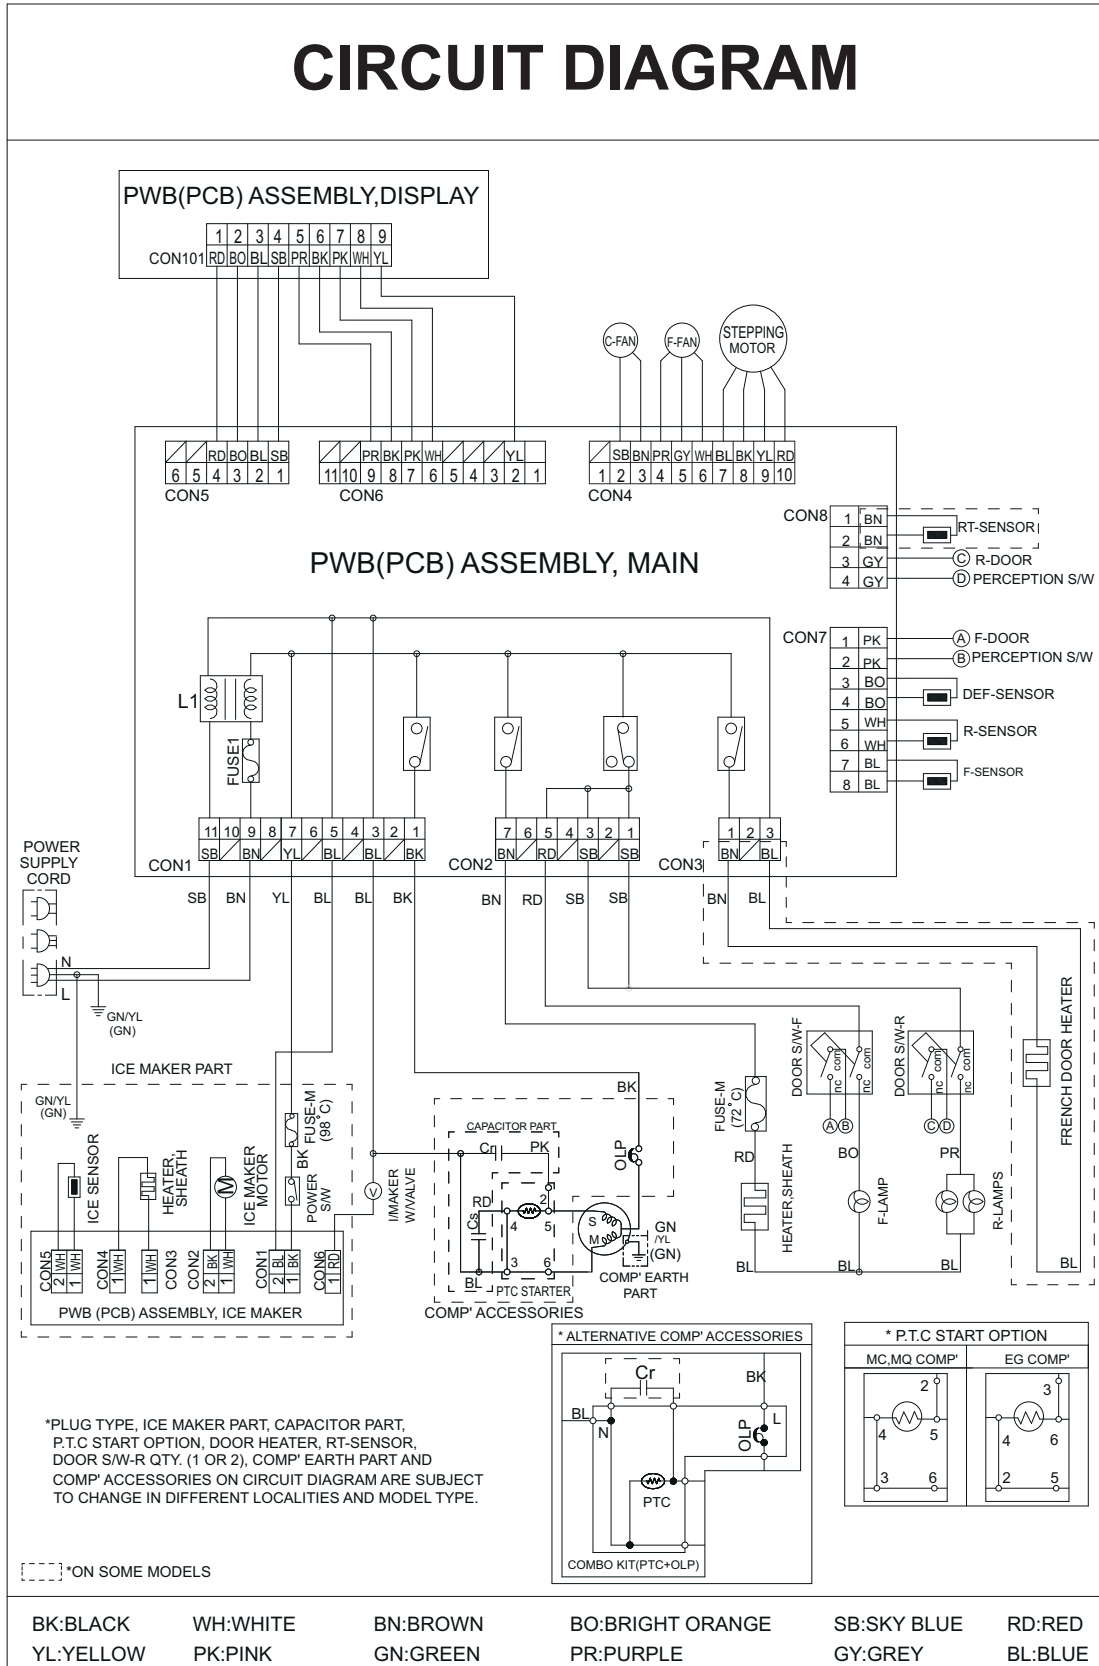 CIRCUIT DIAGRAM
PWB(PCB) ASSEMBLY,DISPLAY
1 2 3 4 5 6 7 8 9
CON101 RD BO BL SB PR BK PK WH YL
C-FAN
F-FAN
STEPPING
MOTOR
RD BO BL SB
6 5 4 3 2 1
CON5
PR BK PK WH YL
11 10 9 8 7 6 5 4 3 2 1
CON6
SB BN PR GY WH BL BK YL RD
1 2 3 4 5 6 7 8 9 10
CON4
PWB(PCB) ASSEMBLY, MAIN
CON8
1 BN
2 BN
3 GY
4 GY
RT-SENSOR
C R-DOOR
D PERCEPTION S/W
CON7
1 PK
2 PK
3 BO
4 BO
5 WH
6 WH
7 BL
8 BL
A F-DOOR
B PERCEPTION S/W
DEF-SENSOR
R-SENSOR
F-SENSOR
L1
FUSE1
11 10 9 8 7 6 5 4 3 2 1
SB BN YL BL BL BK
CON1
7 6 5 4 3 2 1
BN RD SB SB
CON2
1 2 3
BN BL
CON3
POWER
SUPPLY
CORD
SB BN YL BL BL BK
BN RD SB SB
BN BL
N
L
GN/YL
(GN)
GN/YL
(GN)
ICE MAKER PART
ICE SENSOR
HEATER,
SHEATH
M
ICE MAKER
MOTOR
FUSE-M
(98°C)
BK
POWER
S/W
V
I/MAKER
W/VALVE
CON5
2 WH
1 WH
CON4
1 WH
1 WH
CON3
CON2
2 BK
1 WH
CON1
2 BL
1 BK
CON6
1 RD
PWB (PCB) ASSEMBLY, ICE MAKER
CAPACITOR PART
Cr
PK
RD
Cs
BL
2
4 5
3 6
PTC STARTER
COMP' ACCESSORIES
BK
OLP
S
M
GN
/YL
(GN)
COMP' EARTH
PART
FUSE-M
(72°C)
RD
HEATER,SHEATH
BL
DOOR S/W-F
com com
nc nc
A B
BO
F-LAMP
BL
DOOR S/W-R
com com
nc nc
C D
PR
R-LAMPS
BL
FRENCH DOOR HEATER
BL
* ALTERNATIVE COMP' ACCESSORIES
Cr
BK
BL
N
L
OLP
PTC
COMBO KIT(PTC+OLP)
* P.T.C START OPTION
MC,MQ COMP'
EG COMP'
2
4 5
3 6
3
4 6
2 5
*PLUG TYPE, ICE MAKER PART, CAPACITOR PART,
P.T.C START OPTION, DOOR HEATER, RT-SENSOR,
DOOR S/W-R QTY. (1 OR 2), COMP' EARTH PART AND
COMP' ACCESSORIES ON CIRCUIT DIAGRAM ARE SUBJECT
TO CHANGE IN DIFFERENT LOCALITIES AND MODEL TYPE.
*ON SOME MODELS
BK:BLACK WH:WHITE BN:BROWN BO:BRIGHT ORANGE SB:SKY BLUE RD:RED
YL:YELLOW PK:PINK GN:GREEN PR:PURPLE GY:GREY BL:BLUE